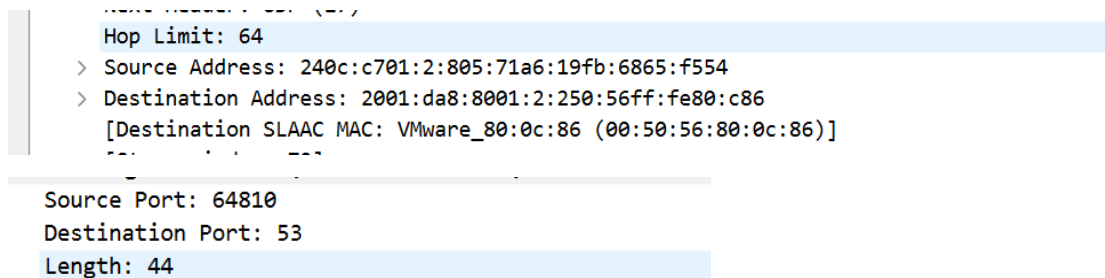 Hop Limit: 64
> Source Address: 240c:c701:2:805:71a6:19fb:6865:f554
> Destination Address: 2001:da8:8001:2:250:56ff:fe80:c86
[Destination SLAAC MAC: VMware_80:0c:86 (00:50:56:80:0c:86)]
Source Port: 64810
Destination Port: 53
Length: 44